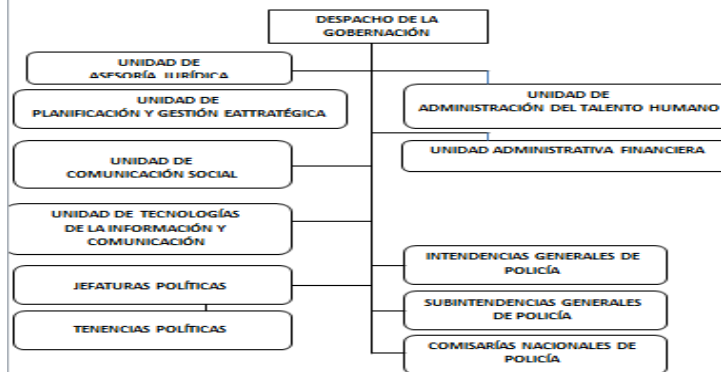 DESPACHO DE LA
GOBERNACIÓN
UNIDAD DE
ASESORÍA JURÍDICA
UNIDAD DE
PLANIFICACIÓN Y GESTIÓN EATTRATÉGICA
UNIDAD DE
ADMINISTRACIÓN DEL TALENTO HUMANO
UNIDAD ADMINISTRATIVA FINANCIERA
UNIDAD DE
COMUNICACIÓN SOCIAL
UNIDAD DE TECNOLOGÍAS
DE LA INFORMACIÓN Y
COMUNICACIÓN
JEFATURAS POLÍTICAS
TENENCIAS POLÍTICAS
INTENDENCIAS GENERALES DE
POLICÍA
SUBINTENDENCIAS GENERALES
DE POLICÍA
COMISARÍAS NACIONALES DE
POLICÍA